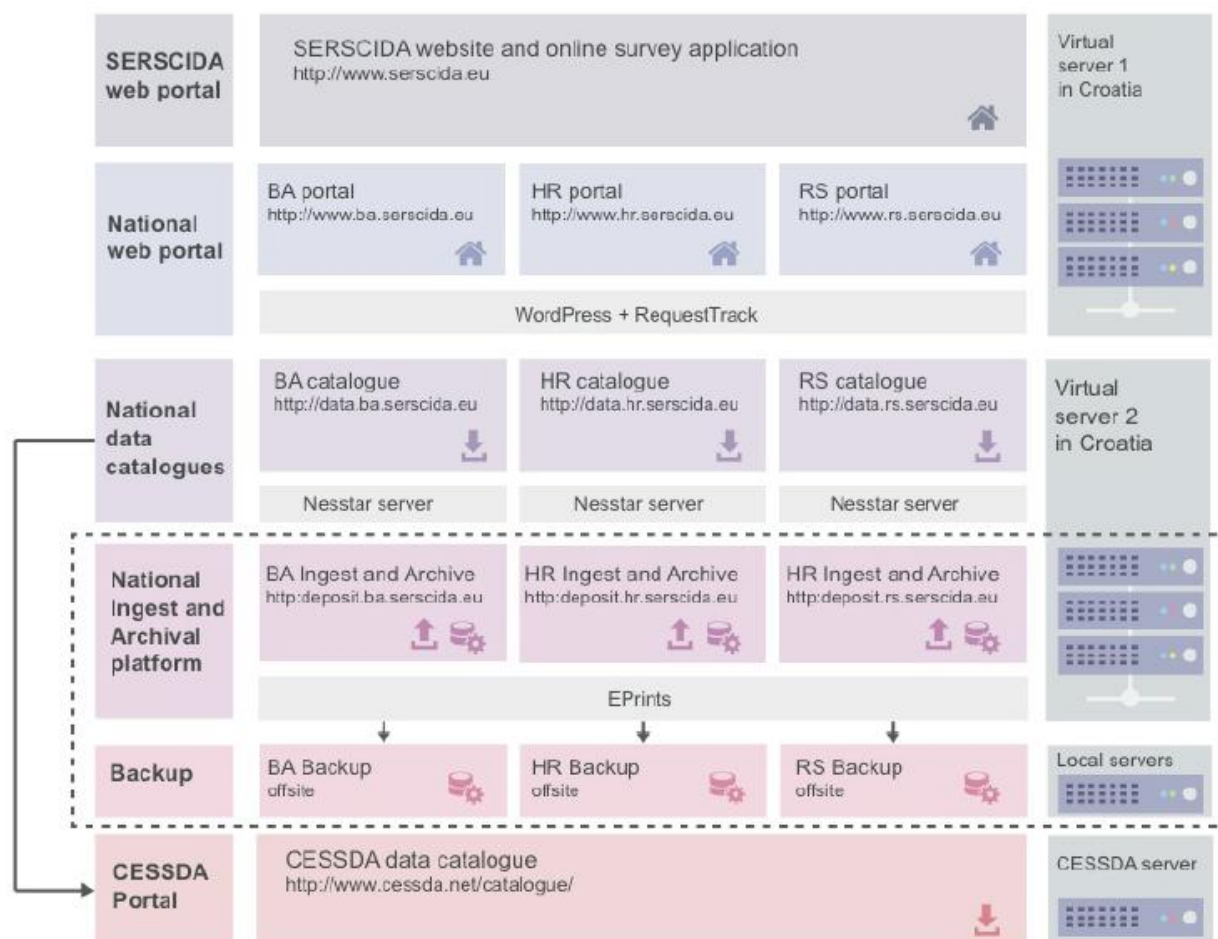 SERSCIDA
web portal
SERSCIDA website and online survey application
http://www.serscida.eu
Virtual
server 1
in Croatia
National
web portal
BA portal
http://www.ba.serscida.eu
HR portal
http://www.hr.serscida.eu
RS portal
http://www.rs.serscida.eu
WordPress + RequestTrack
National
data
catalogues
BA catalogue
http://data.ba.serscida.eu
HR catalogue
http://data.hr.serscida.eu
RS catalogue
http://data.rs.serscida.eu
Virtual
server 2
in Croatia
Nesstar server
Nesstar server
Nesstar server
National
Ingest and
Archival
platform
BA Ingest and Archive
http:deposit.ba.serscida.eu
HR Ingest and Archive
http:deposit.hr.serscida.eu
HR Ingest and Archive
http:deposit.rs.serscida.eu
EPrints
Backup
BA Backup
offsite
HR Backup
offsite
RS Backup
offsite
Local servers
CESSDA
Portal
CESSDA data catalogue
http://www.cessda.net/catalogue/
CESSDA server